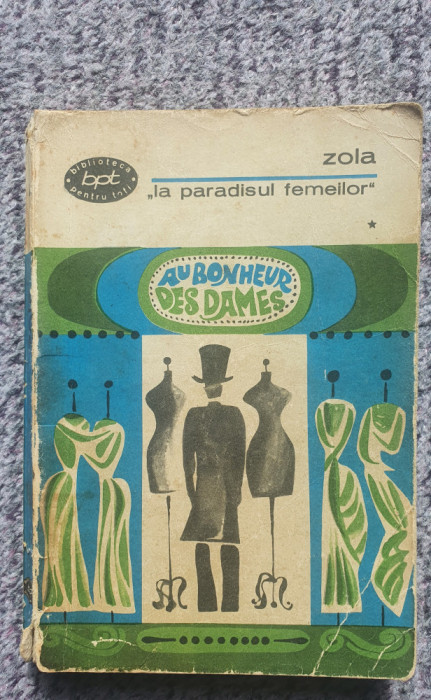 biblioteca
bpt
pentru toți
zola
„la paradisul femeilor“
*
AU BONHEUR
DES DAMES